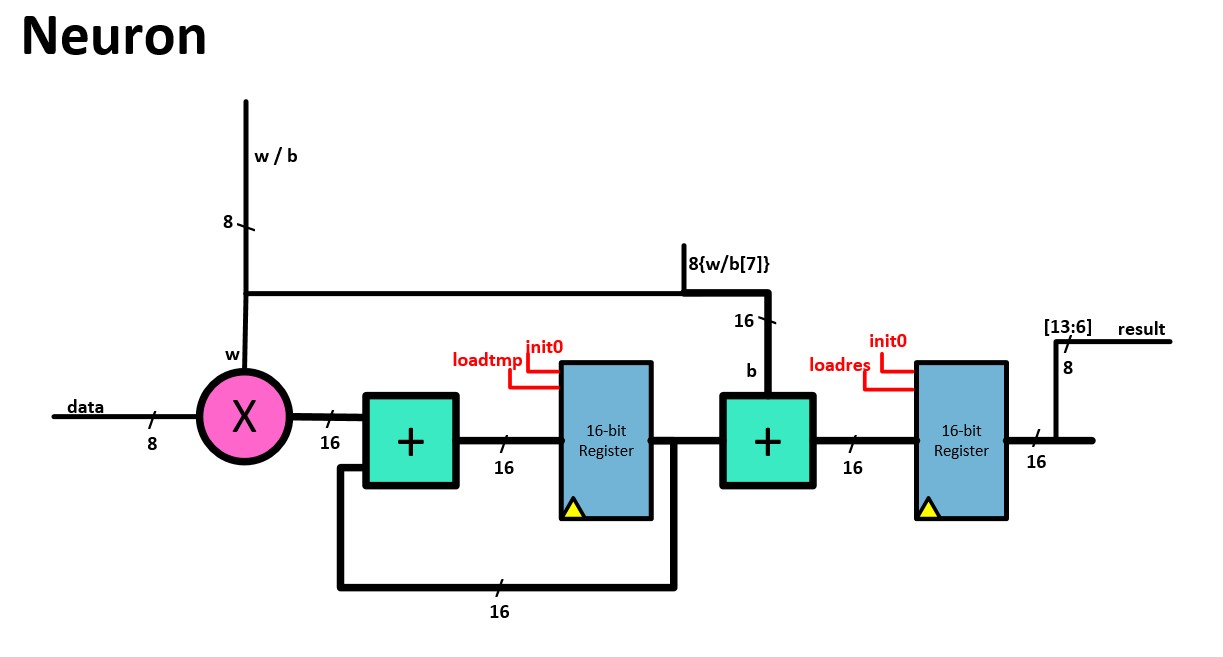 Neuron
w / b
8
8{w/b[7]}
16
b
w
data
8
X
16
+
16
loadtmp
init0
16-bit
Register
16
+
16
loadres
init0
16-bit
Register
16
[13:6]
8
result